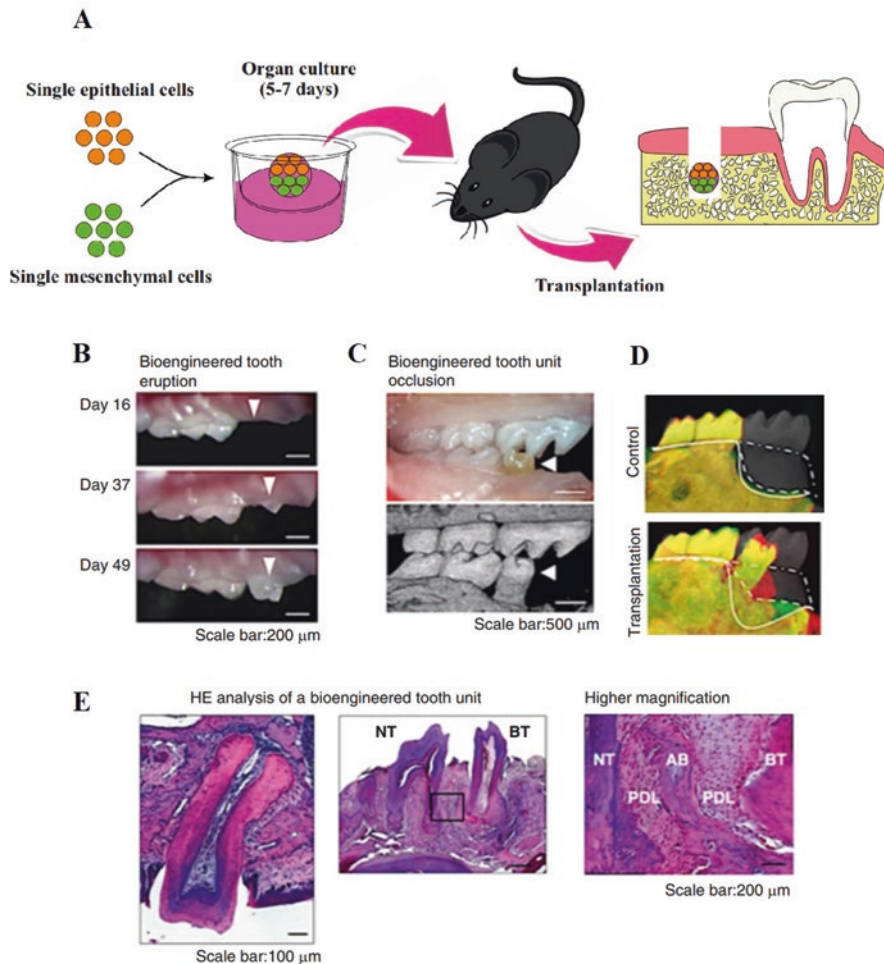 A
Single epithelial cells
Organ culture
(5-7 days)
Single mesenchymal cells
Transplantation
B
Bioengineered tooth
eruption
Day 16
Day 37
Day 49
Scale bar:200 μm
C
Bioengineered tooth unit
occlusion
Scale bar:500 μm
D
Control
Transplantation
E
HE analysis of a bioengineered tooth unit
Higher magnification
NT
BT
NT
AB
BT
PDL
PDL
Scale bar:100 μm
Scale bar:200 μm